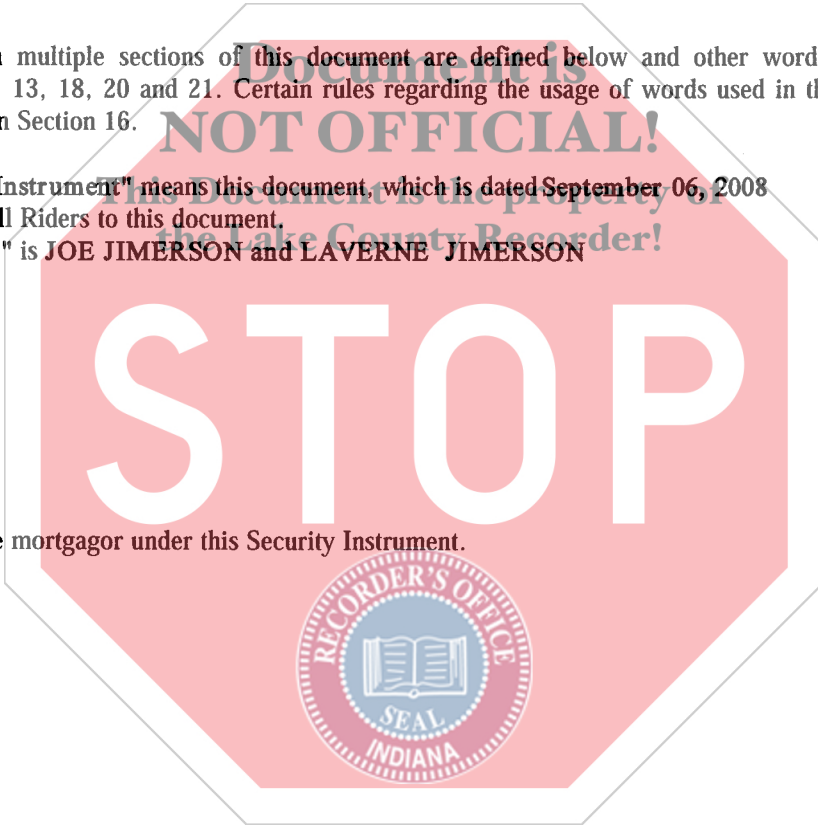 multiple sections of this document are defined below and other word
13, 18, 20 and 21. Certain rules regarding the usage of words used in
n Section 16.
Document is
NOT OFFICIAL!
Instrument" means this document, which is dated September 06, 2008
This Document is the property of
ll Riders to this document.
the Lake County Recorder!
" is JOE JIMERSON and LAVERNE JIMERSON
STOP
mortgagor under this Security Instrument.
RECORDER'S OFFICE
SEAL
INDIANA